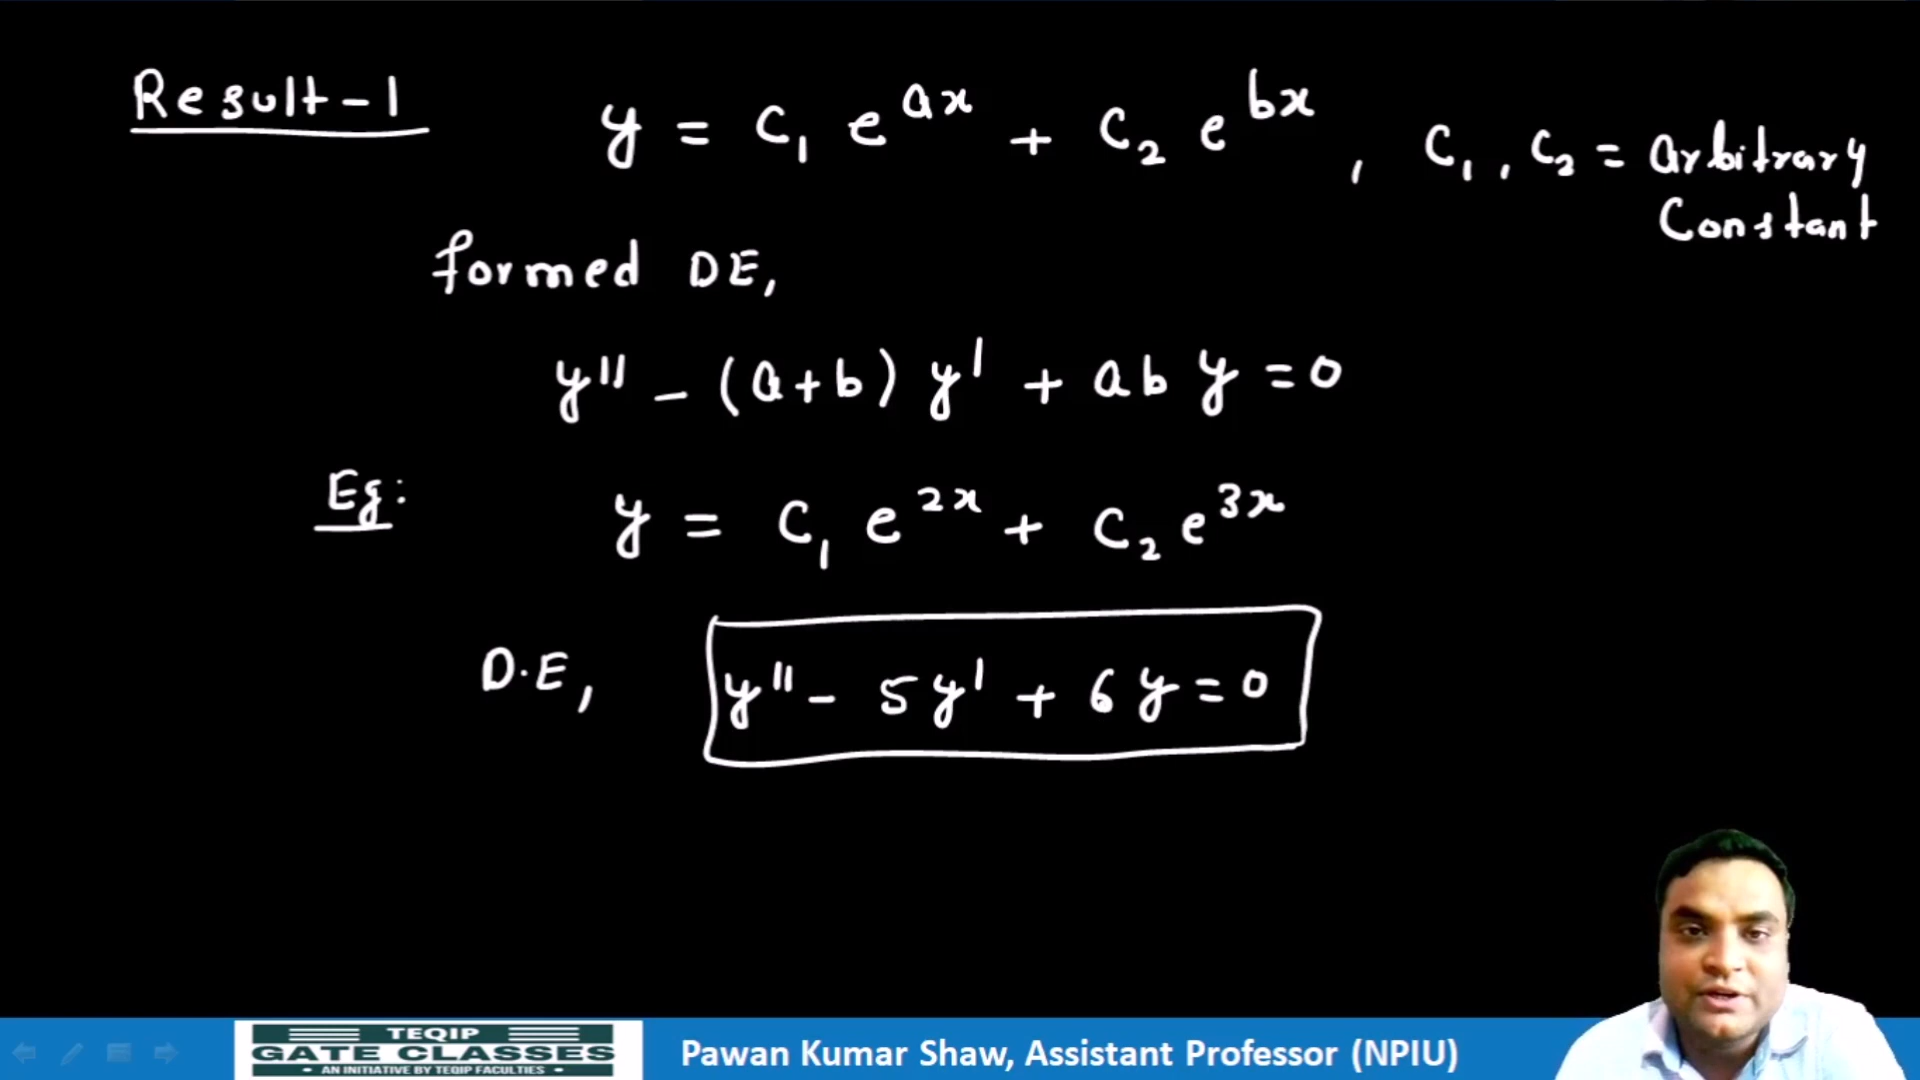 Result-1
y = C₁ e^{ax} + C₂ e^{bx} , C₁, C₂ = Arbitrary
Constant
formed DE,
y'' - (a+b) y' + ab y = 0
Eg:
y = C₁ e^{2x} + C₂ e^{3x}
D.E,
y'' - 5y' + 6y = 0
TEQIP
GATE CLASSES
• AN INITIATIVE BY TEQIP FACULTIES •
Pawan Kumar Shaw, Assistant Professor (NPIU)